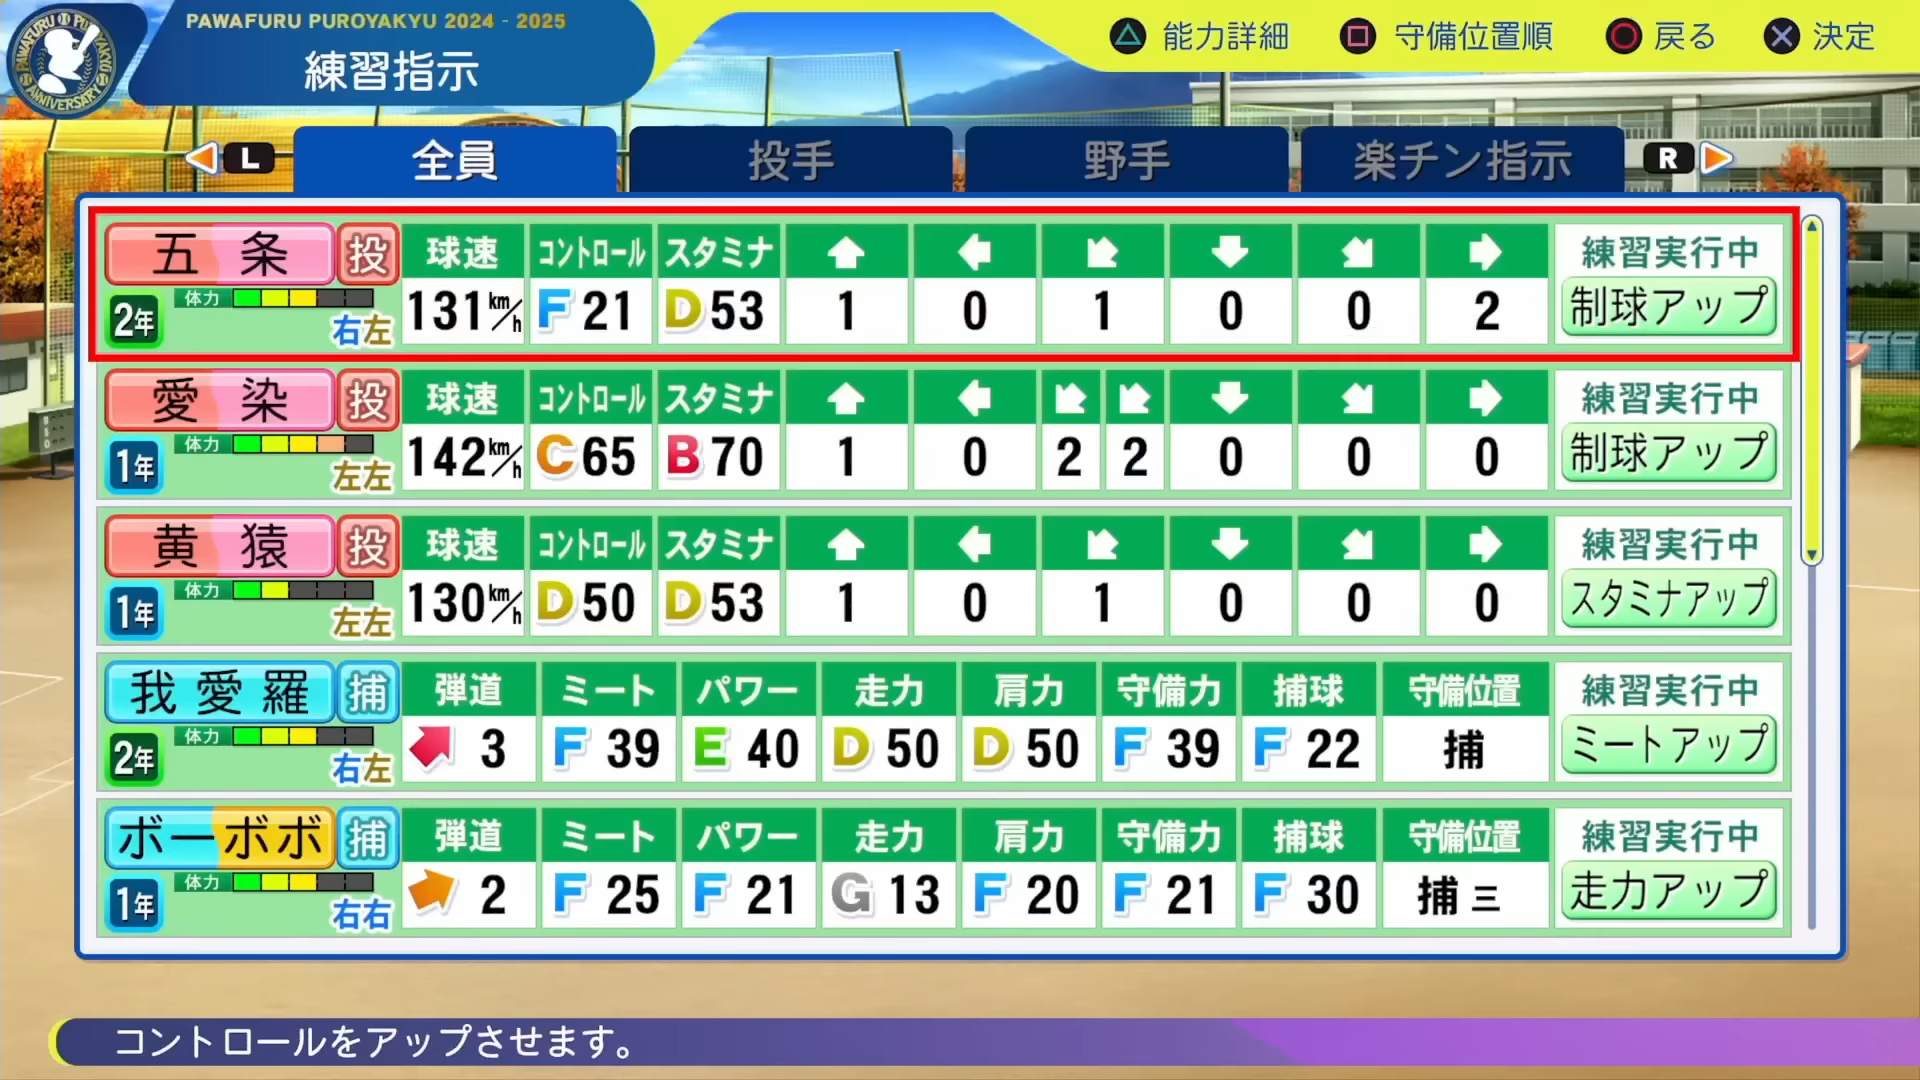 PAWAFURU PUROYAKYU 2024 - 2025
練習指示
能力詳細 守備位置順 戻る 決定
L 全員 投手 野手 楽チン指示 R
五条 投 球速 コントロール スタミナ 練習実行中
2年 体力 右左 131km/h F 21 D 53 1 0 1 0 0 2 制球アップ
愛染 投 球速 コントロール スタミナ 練習実行中
1年 体力 左左 142km/h C 65 B 70 1 0 2 2 0 0 0 制球アップ
黄猿 投 球速 コントロール スタミナ 練習実行中
1年 体力 左左 130km/h D 50 D 53 1 0 1 0 0 0 スタミナアップ
我愛羅 捕 弾道 ミート パワー 走力 肩力 守備力 捕球 守備位置 練習実行中
2年 体力 右左 3 F 39 E 40 D 50 D 50 F 39 F 22 捕 ミートアップ
ボーボボ 捕 弾道 ミート パワー 走力 肩力 守備力 捕球 守備位置 練習実行中
1年 体力 右右 2 F 25 F 21 G 13 F 20 F 21 F 30 捕 三 走力アップ
コントロールをアップさせます。